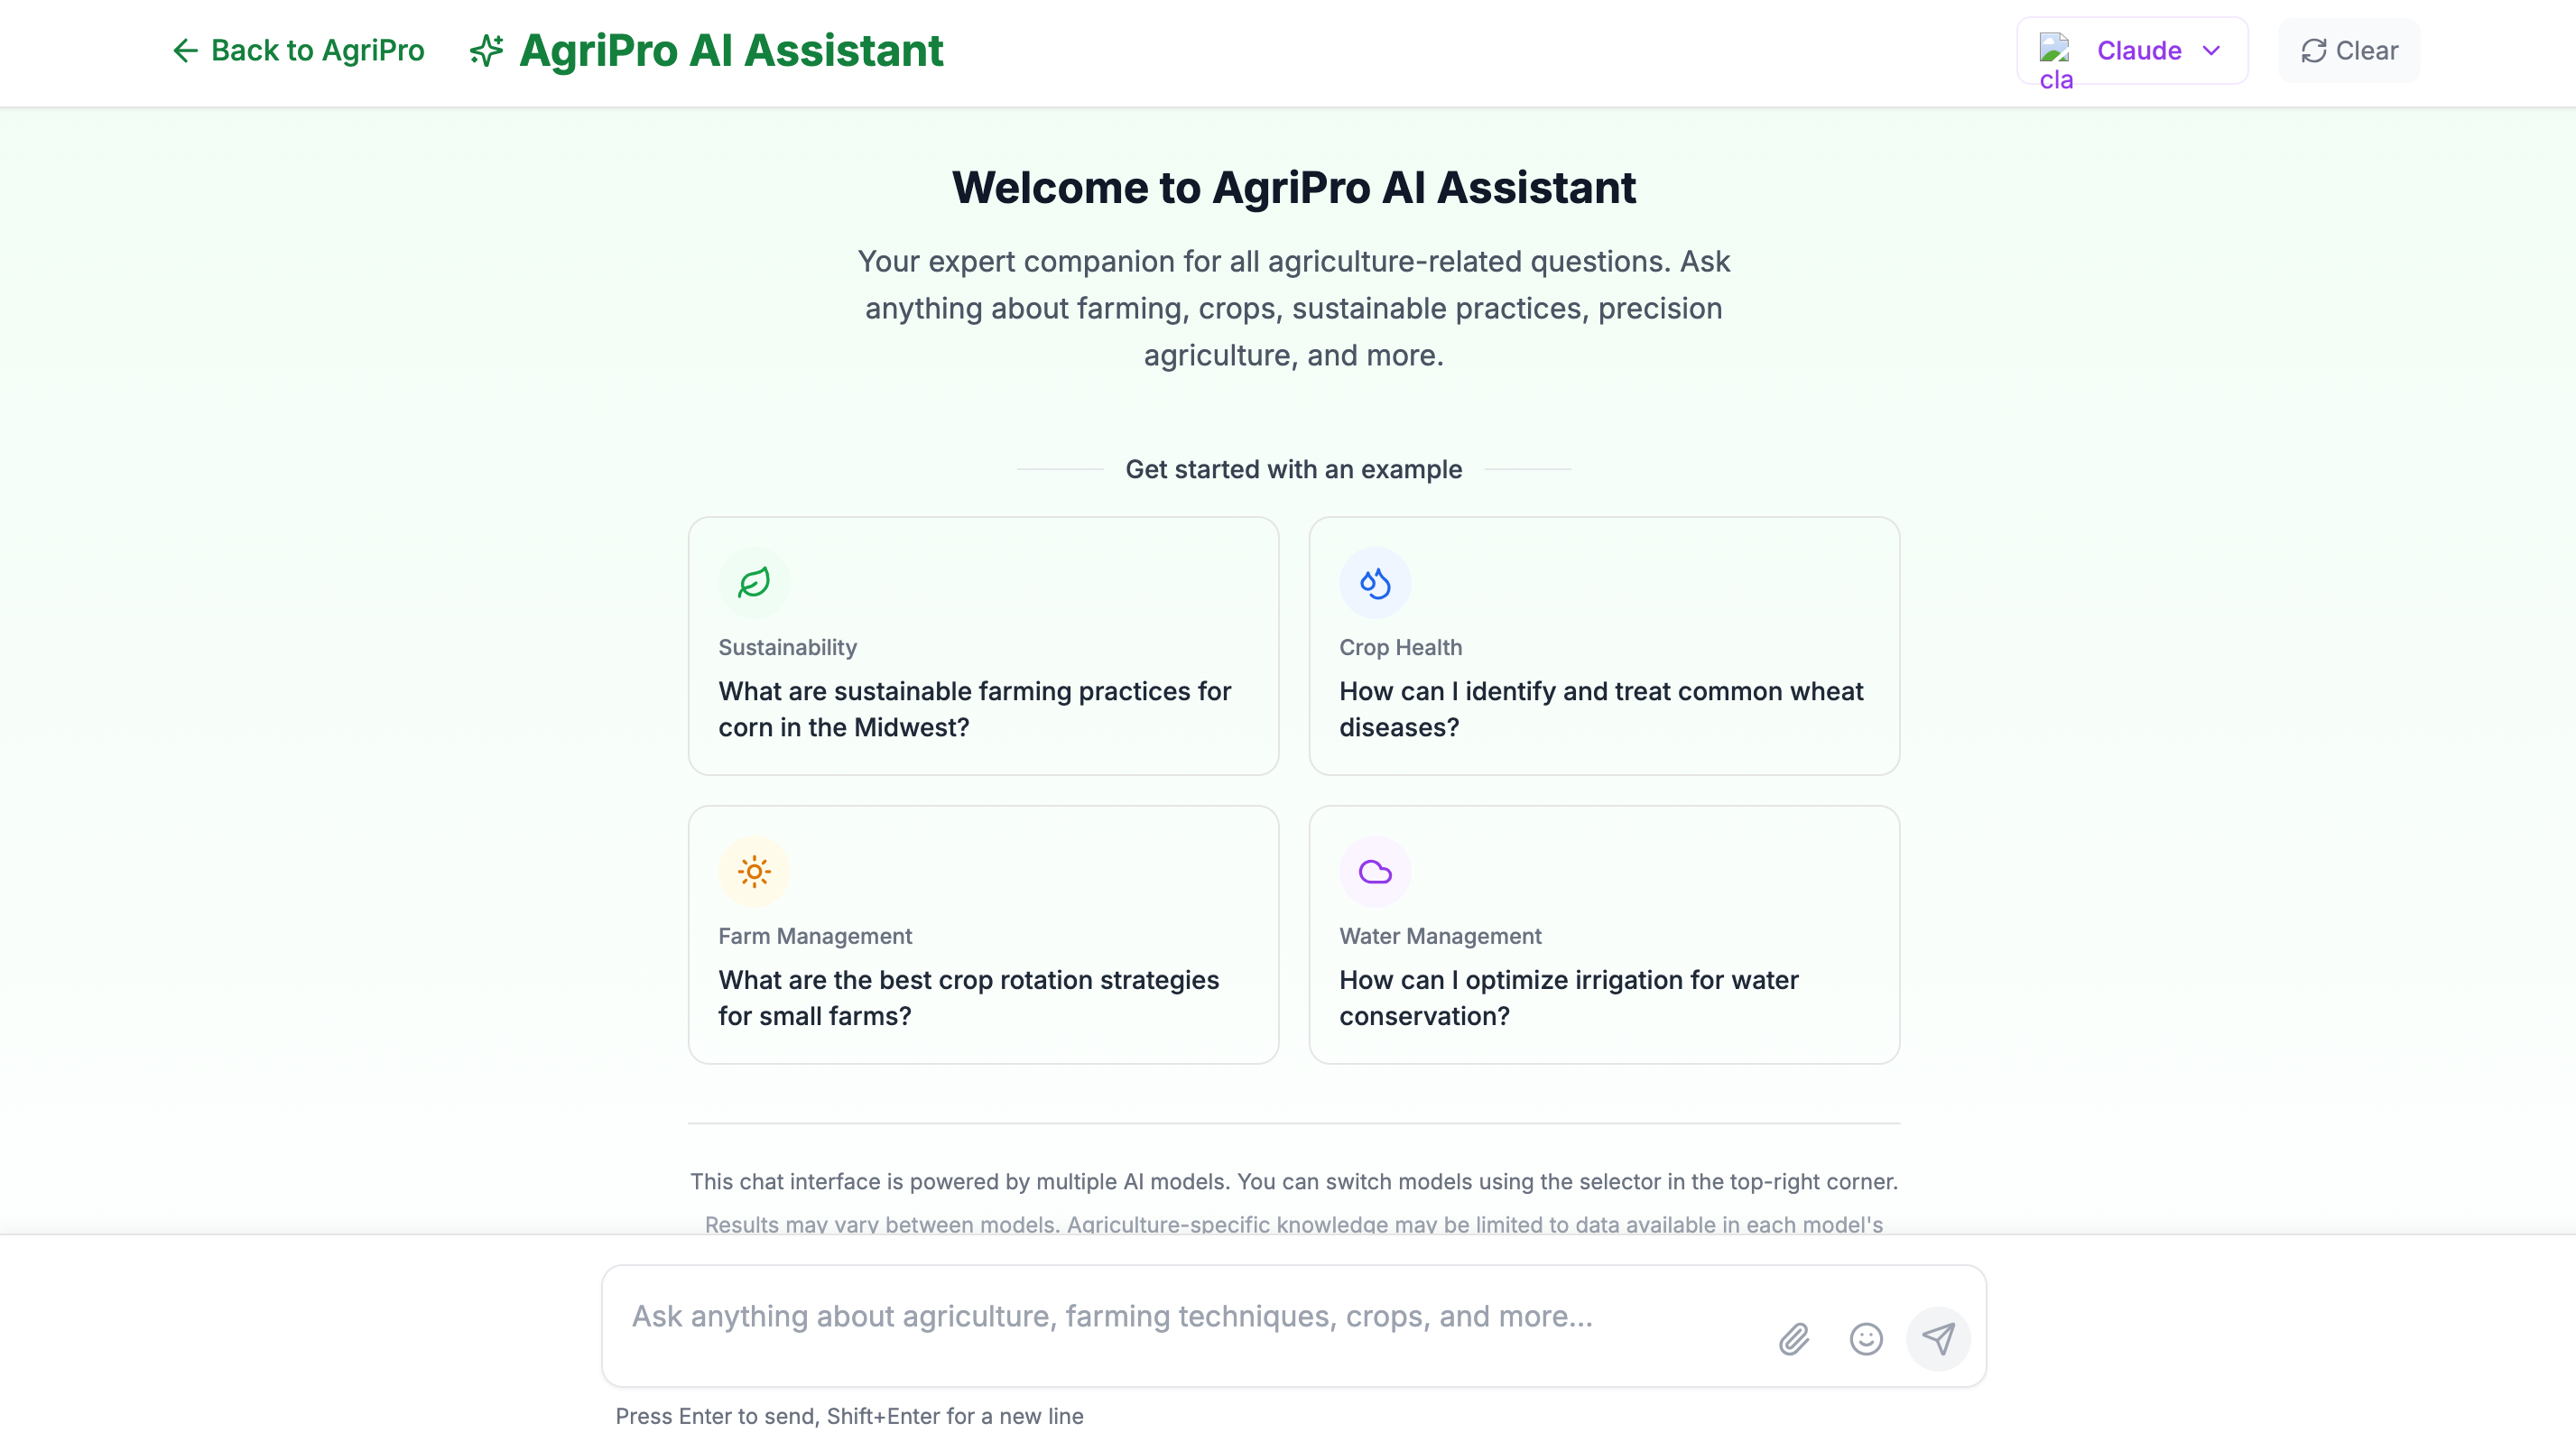 Back to AgriPro
AgriPro AI Assistant
cla
Claude
Clear
Welcome to AgriPro AI Assistant
Your expert companion for all agriculture-related questions. Ask
anything about farming, crops, sustainable practices, precision
agriculture, and more.
Get started with an example
Sustainability
What are sustainable farming practices for
corn in the Midwest?
Crop Health
How can I identify and treat common wheat
diseases?
Farm Management
What are the best crop rotation strategies
for small farms?
Water Management
How can I optimize irrigation for water
conservation?
This chat interface is powered by multiple AI models. You can switch models using the selector in the top-right corner.
Results may vary between models. Agriculture-specific knowledge may be limited to data available in each model's
Ask anything about agriculture, farming techniques, crops, and more...
Press Enter to send, Shift+Enter for a new line